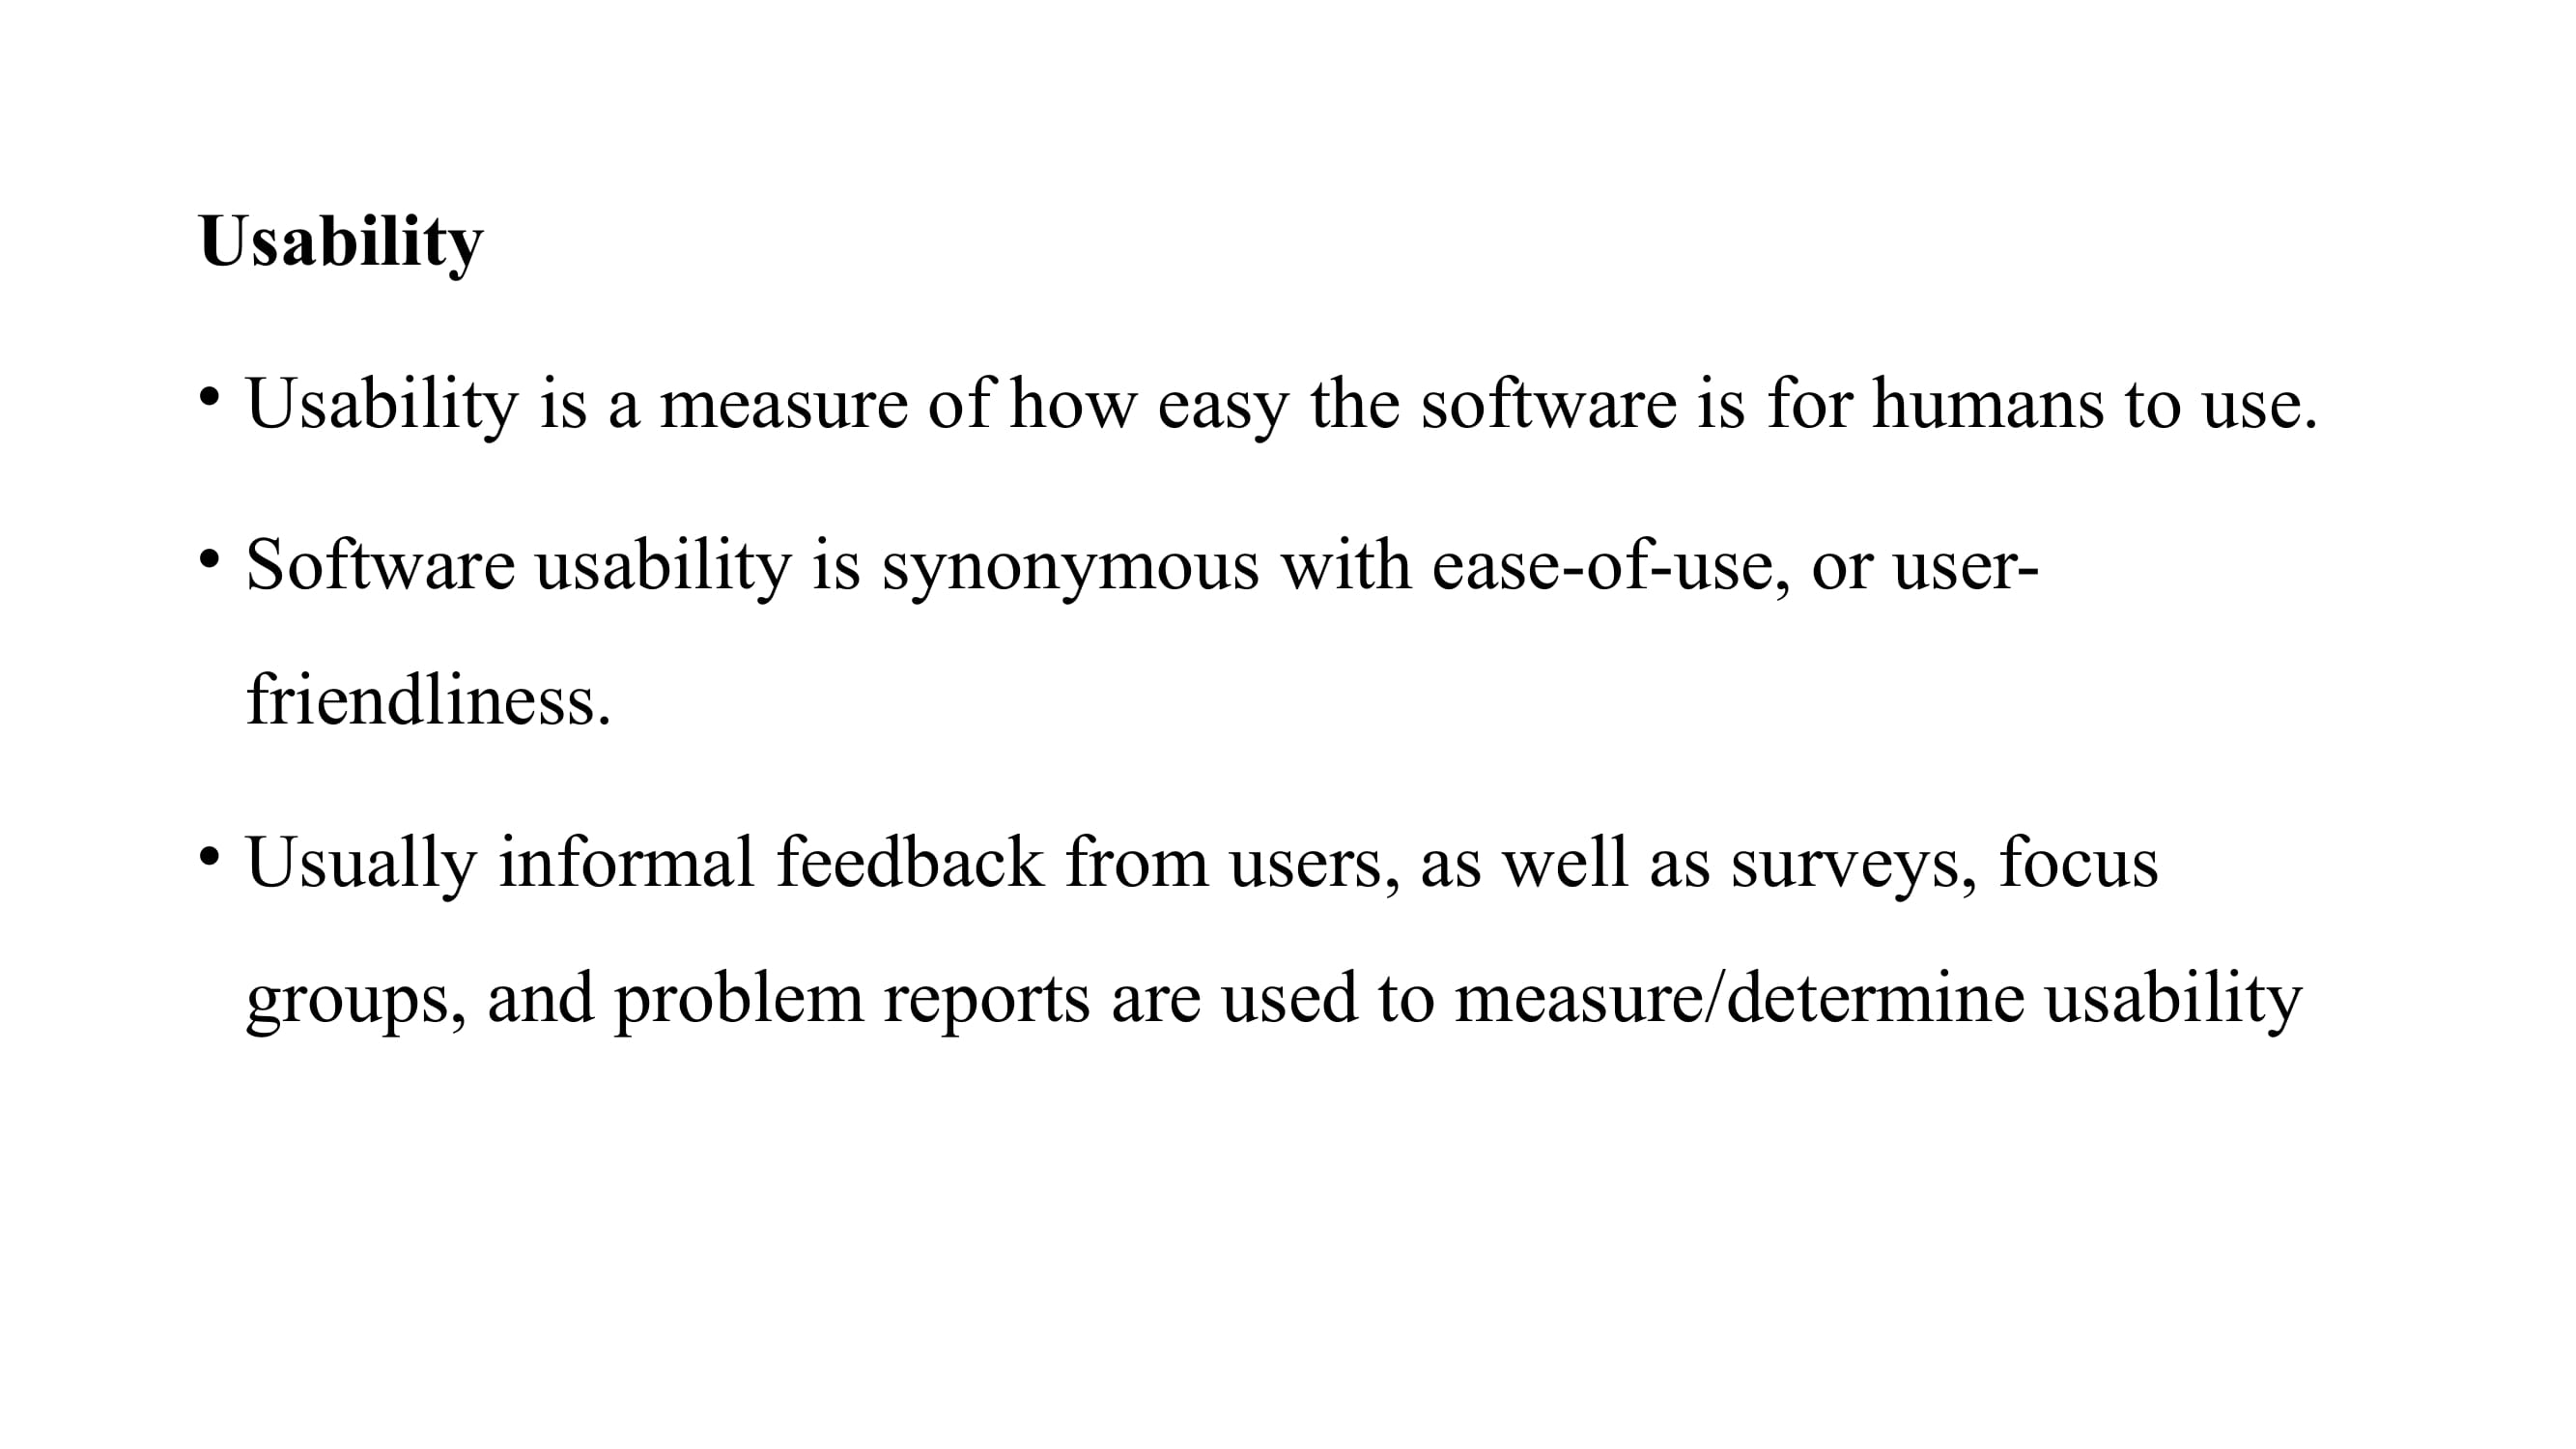 Usability
• Usability is a measure of how easy the software is for humans to use.
• Software usability is synonymous with ease-of-use, or user-
friendliness.
• Usually informal feedback from users, as well as surveys, focus
groups, and problem reports are used to measure/determine usability